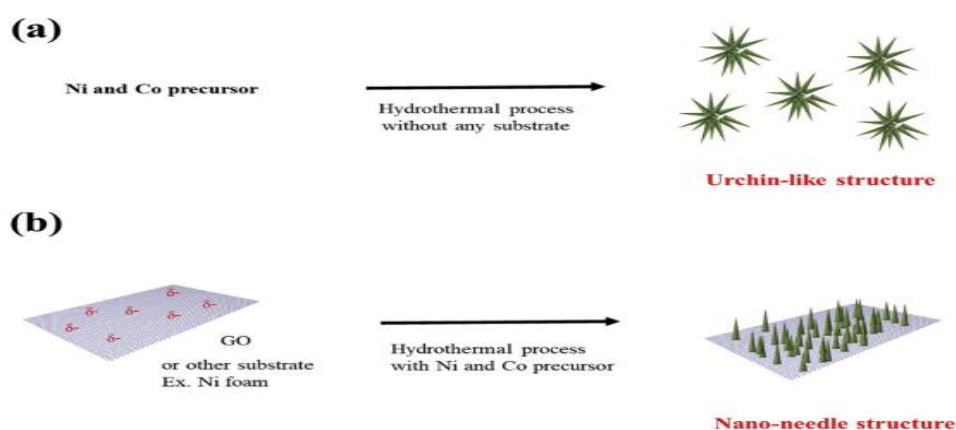 (a)
Ni and Co precursor
Hydrothermal process
without any substrate
Urchin-like structure
(b)
δ- δ- δ- δ- δ- δ- δ-
GO
or other substrate
Ex. Ni foam
Hydrothermal process
with Ni and Co precursor
Nano-needle structure